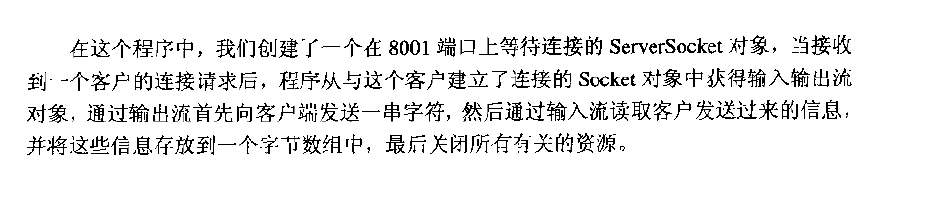 在这个程序中，我们创建了一个在 8001 端口上等待连接的 ServerSocket 对象，当接收
到一个客户的连接请求后，程序从与这个客户建立了连接的 Socket 对象中获得输入输出流
对象，通过输出流首先向客户端发送一串字符，然后通过输入流读取客户发送过来的信息，
并将这些信息存放到一个字节数组中，最后关闭所有有关的资源。